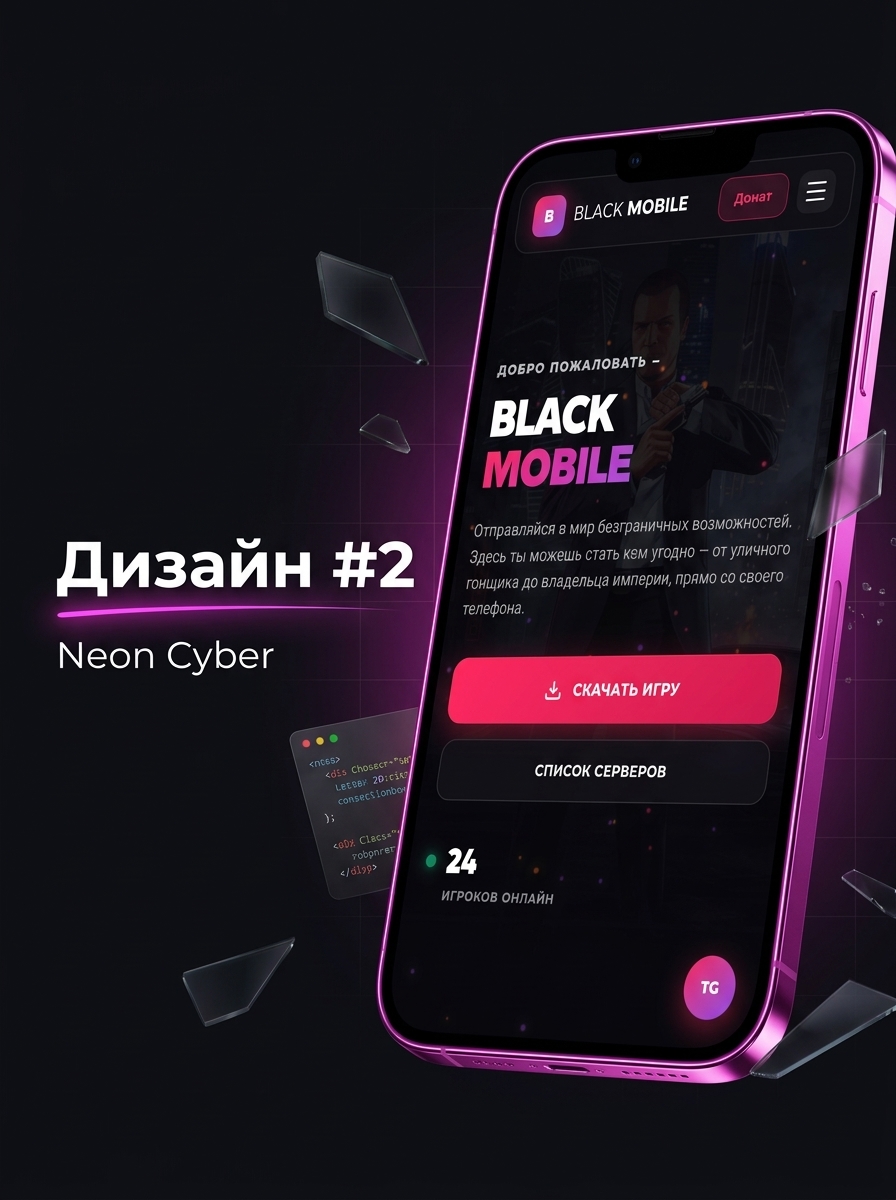 Дизайн #2
Neon Cyber
B BLACK MOBILE Донат
ДОБРО ПОЖАЛОВАТЬ –
BLACK
MOBILE
Отправляйся в мир безграничных возможностей.
Здесь ты можешь стать кем угодно — от уличного
гонщика до владельца империи, прямо со своего
телефона.
СКАЧАТЬ ИГРУ
СПИСОК СЕРВЕРОВ
24
ИГРОКОВ ОНЛАЙН
TG
);